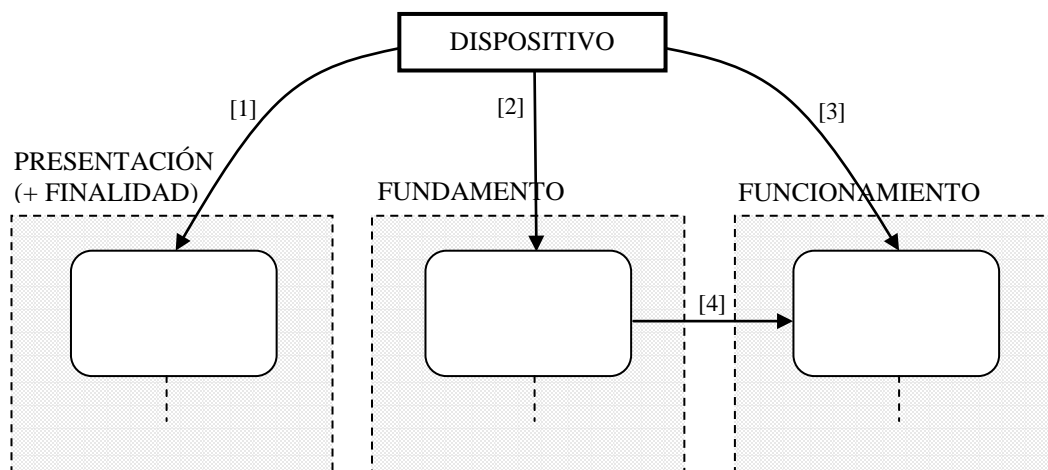 DISPOSITIVO
[1]
[2]
[3]
PRESENTACIÓN
(+ FINALIDAD)
FUNDAMENTO
FUNCIONAMIENTO
[4]